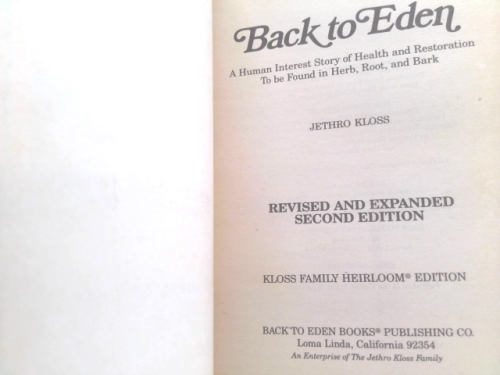 Back to Eden
A Human Interest Story of Health and Restoration
To be Found in Herb, Root, and Bark
JETHRO KLOSS
REVISED AND EXPANDED
SECOND EDITION
KLOSS FAMILY HEIRLOOM® EDITION
BACK TO EDEN BOOKS® PUBLISHING CO.
Loma Linda, California 92354
An Enterprise of The Jethro Kloss Family